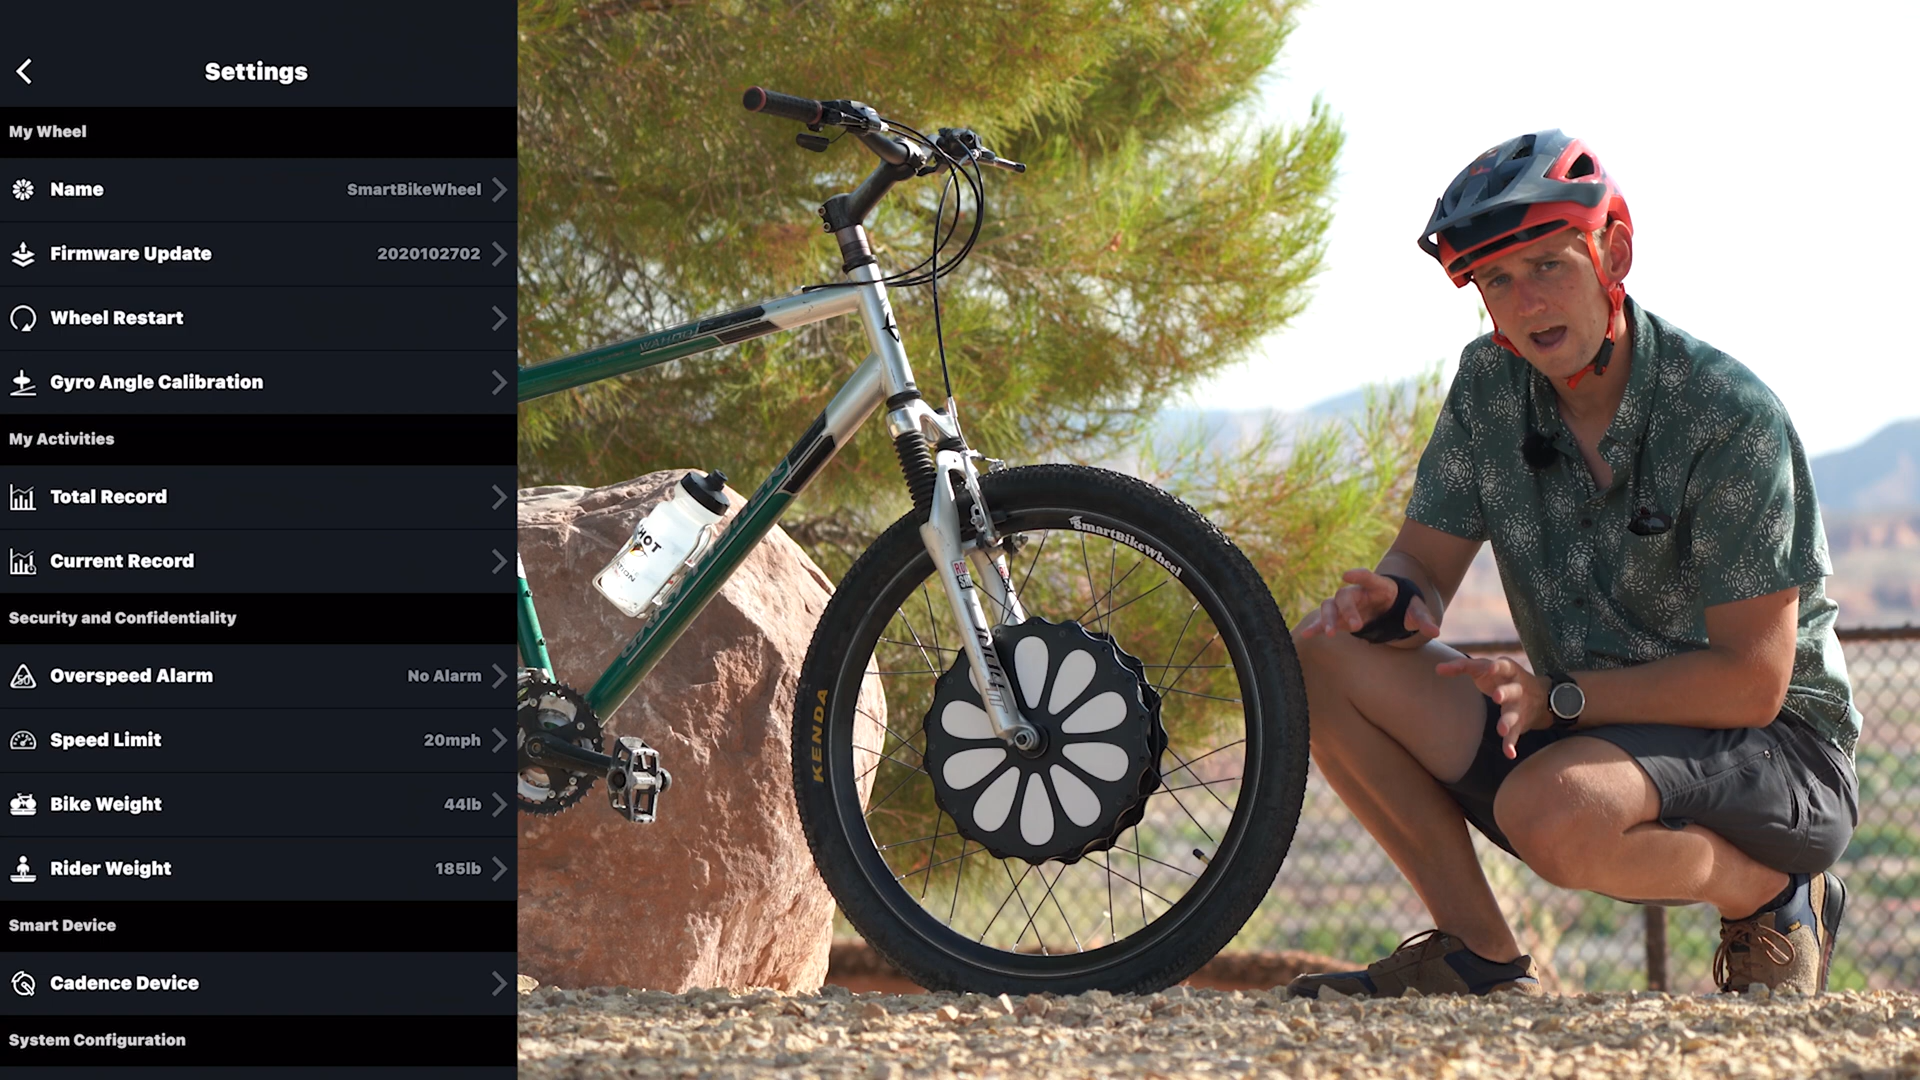 Settings
My Wheel
Name SmartBikeWheel
Firmware Update 2020102702
Wheel Restart
Gyro Angle Calibration
My Activities
Total Record
Current Record
Security and Confidentiality
Overspeed Alarm No Alarm
Speed Limit 20mph
Bike Weight 44lb
Rider Weight 185lb
Smart Device
Cadence Device
System Configuration
WAHOO
SmartBikeWheel
KENDA